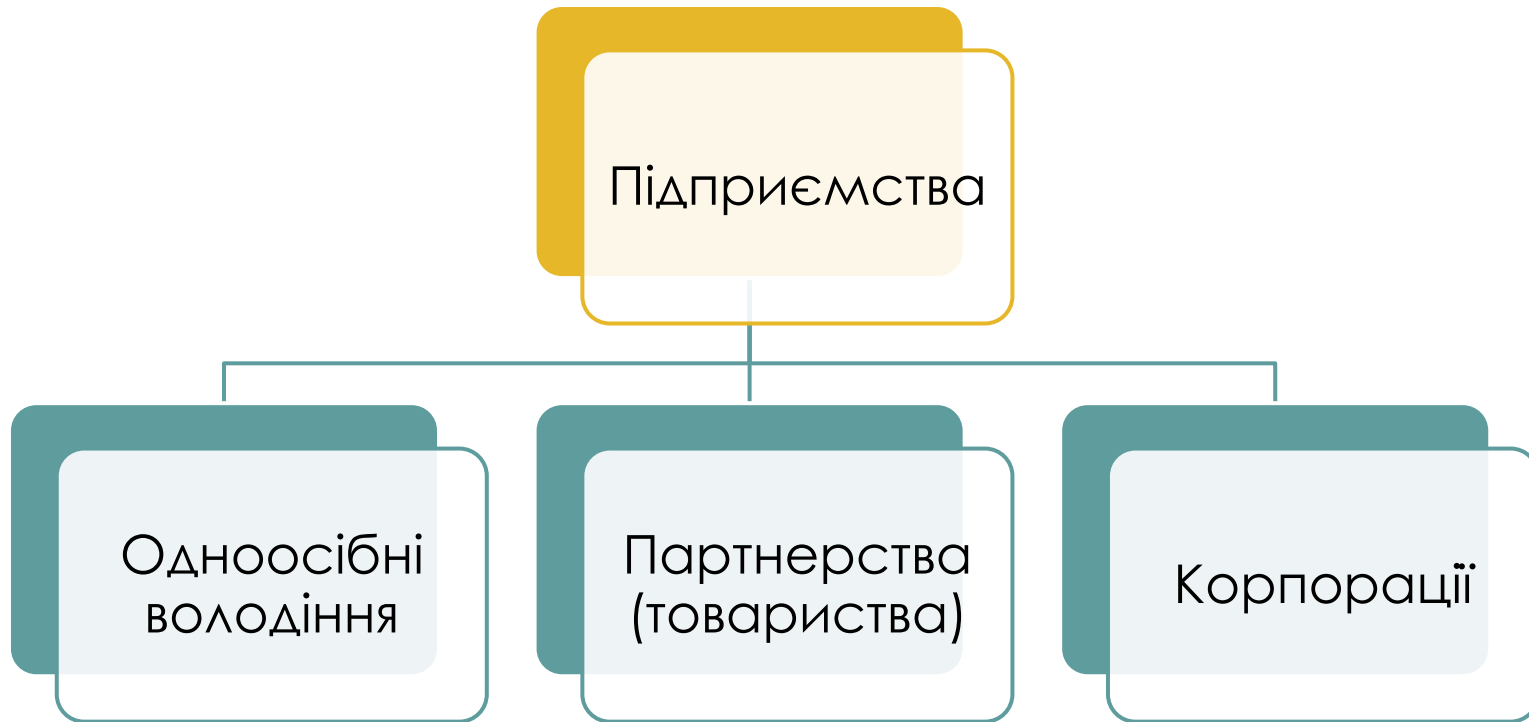 Підприємства
Одноосібні
володіння
Партнерства
(товариства)
Корпорації